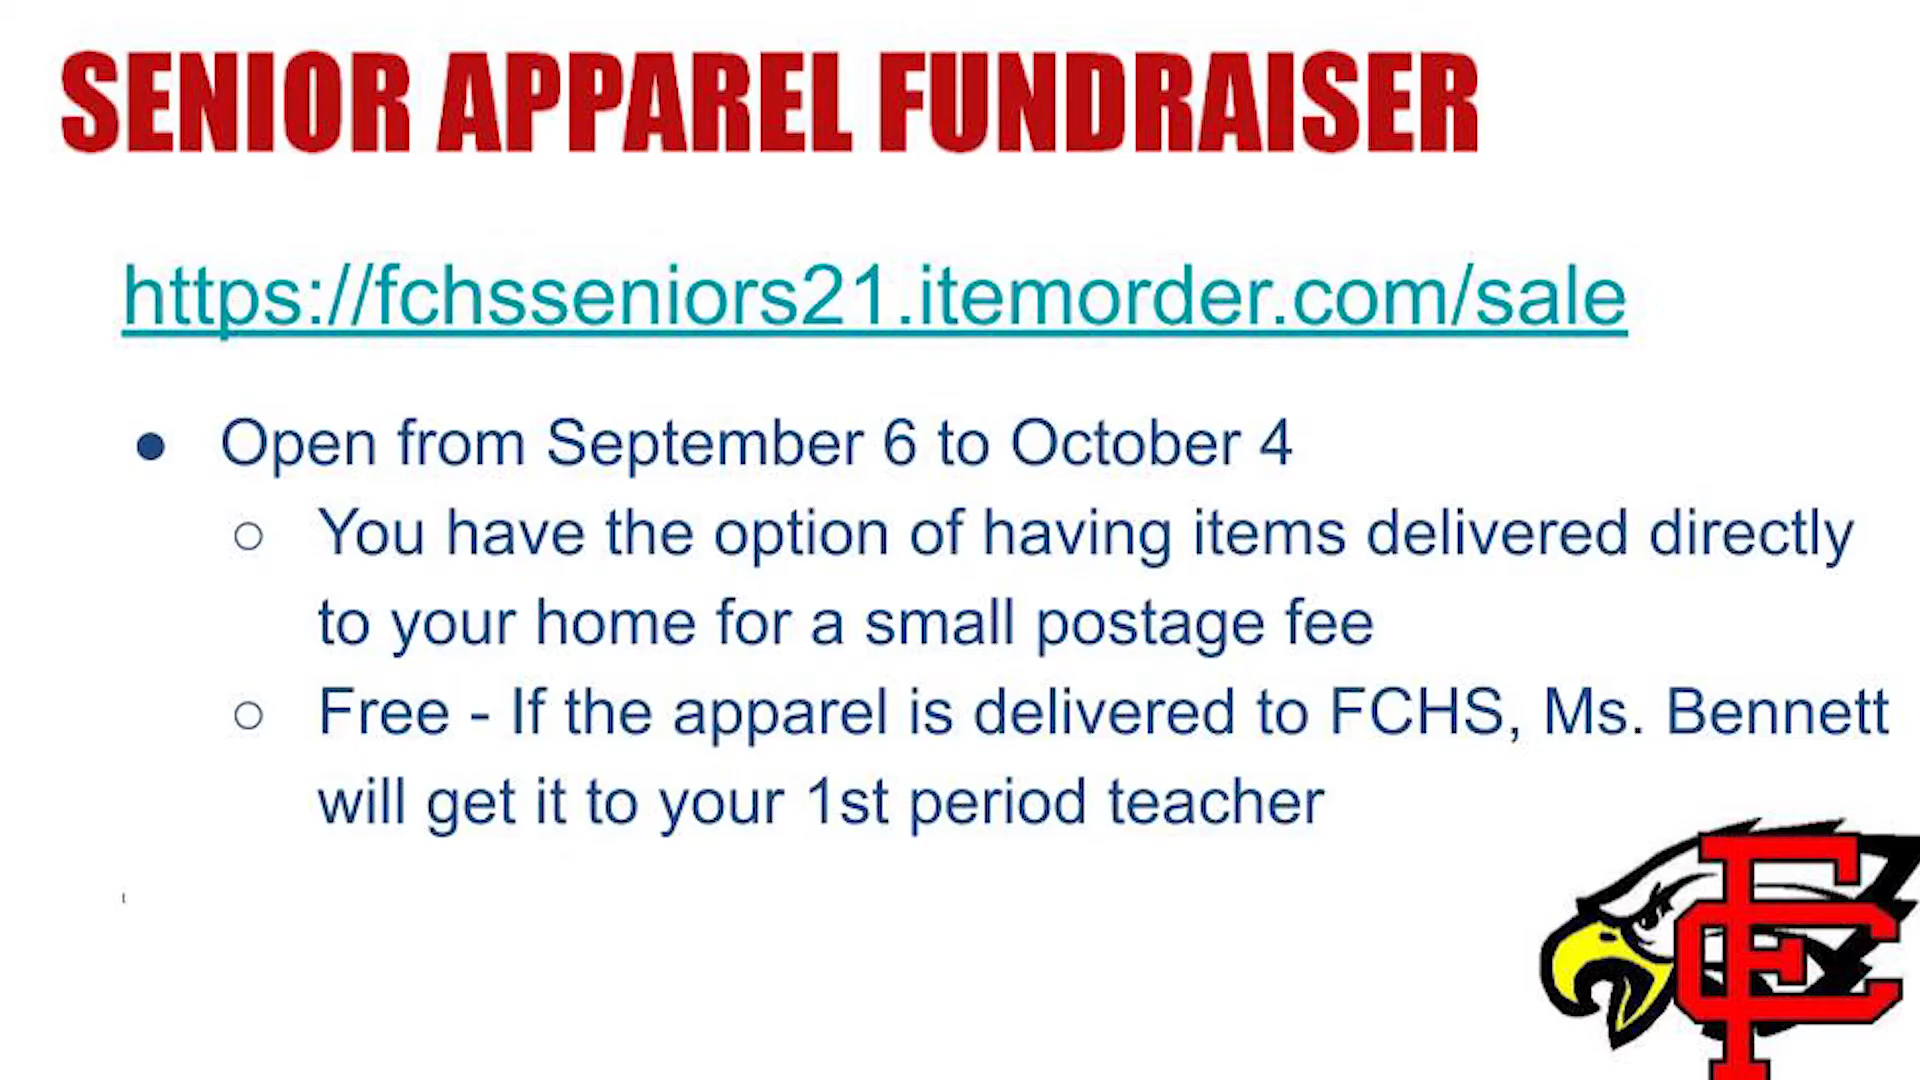 SENIOR APPAREL FUNDRAISER
https://fchsseniors21.itemorder.com/sale
● Open from September 6 to October 4
○ You have the option of having items delivered directly
to your home for a small postage fee
○ Free - If the apparel is delivered to FCHS, Ms. Bennett
will get it to your 1st period teacher
t
FC